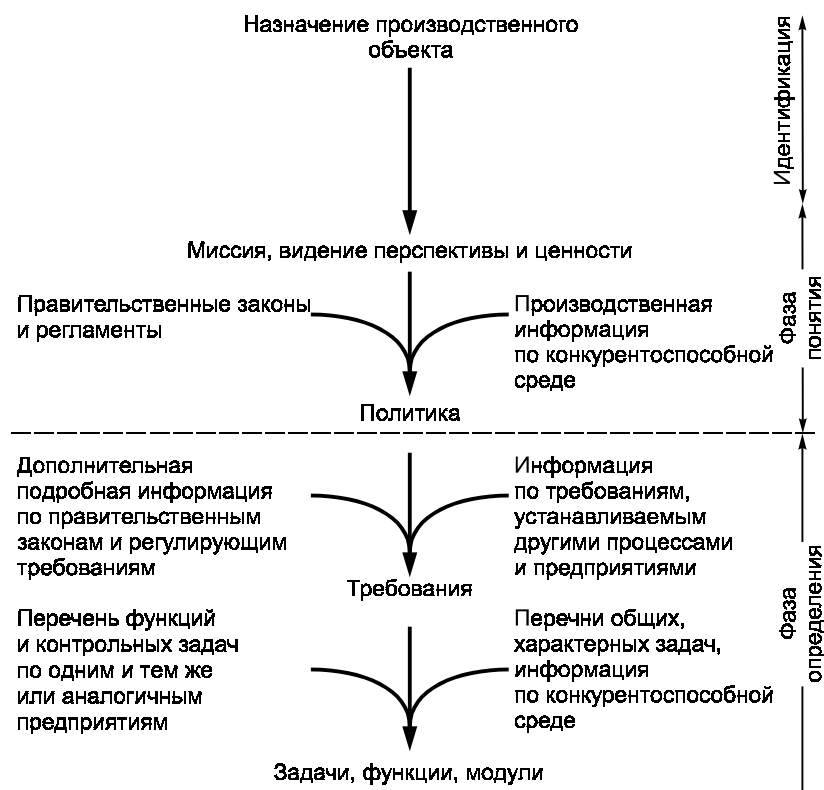 Назначение производственного
объекта
Идентификация
Миссия, видение перспективы и ценности
Правительственные законы
и регламенты
Производственная
информация
по конкурентоспособной
среде
Фаза
понятия
Политика
Дополнительная
подробная информация
по правительственным
законам и регулирующим
требованиям
Информация
по требованиям,
устанавливаемым
другими процессами
и предприятиями
Требования
Фаза
определения
Перечень функций
и контрольных задач
по одним и тем же
или аналогичным
предприятиям
Перечни общих,
характерных задач,
информация
по конкурентоспособной
среде
Задачи, функции, модули